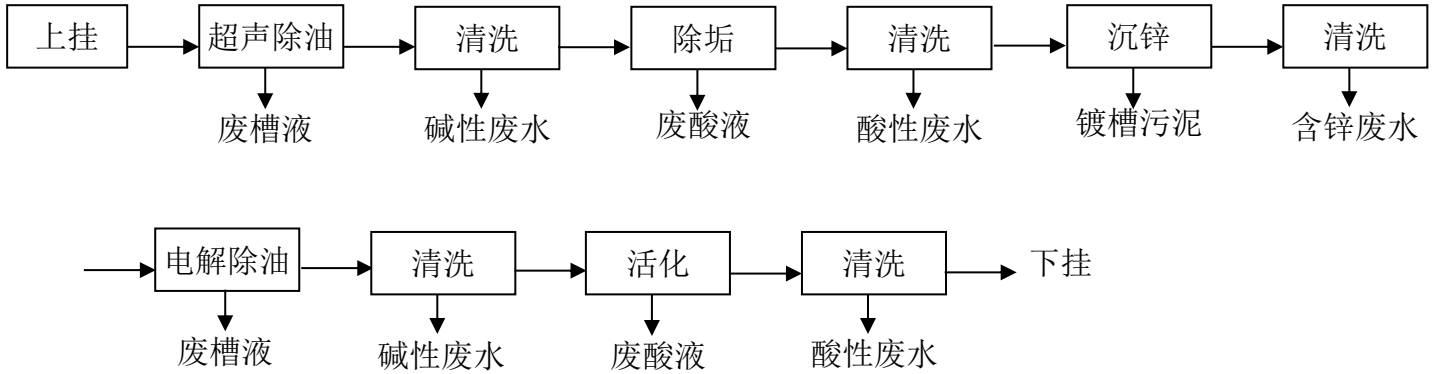 上挂 超声除油 清洗 除垢 清洗 沉锌 清洗
废槽液 碱性废水 废酸液 酸性废水 镀槽污泥 含锌废水
电解除油 清洗 活化 清洗 下挂
废槽液 碱性废水 废酸液 酸性废水